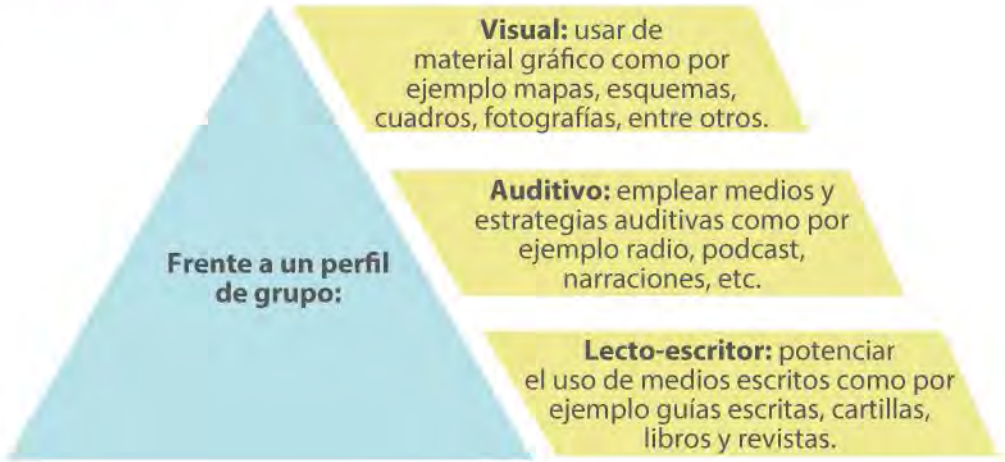 Visual: usar de
material gráfico como por
ejemplo mapas, esquemas,
cuadros, fotografías, entre otros.
Auditivo: emplear medios y
estrategias auditivas como por
ejemplo radio, podcast,
narraciones, etc.
Frente a un perfil
de grupo:
Lecto-escritor: potenciar
el uso de medios escritos como por
ejemplo guías escritas, cartillas,
libros y revistas.